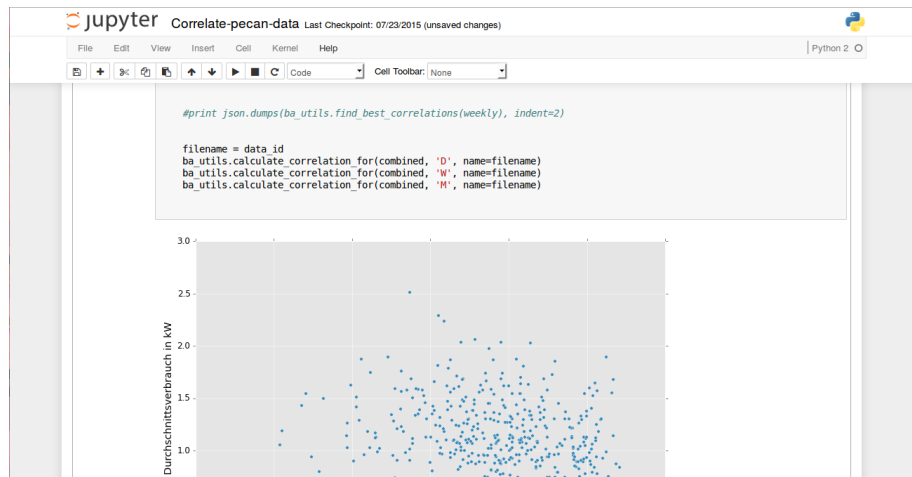 jupyter Correlate-pecan-data Last Checkpoint: 07/23/2015 (unsaved changes)
File Edit View Insert Cell Kernel Help Python 2
Code Cell Toolbar: None
#print json.dumps(ba_utils.find_best_correlations(weekly), indent=2)
filename = data_id
ba_utils.calculate_correlation_for(combined, 'D', name=filename)
ba_utils.calculate_correlation_for(combined, 'W', name=filename)
ba_utils.calculate_correlation_for(combined, 'M', name=filename)
3.0
2.5
2.0
1.5
1.0
Durchschnittsverbrauch in kW